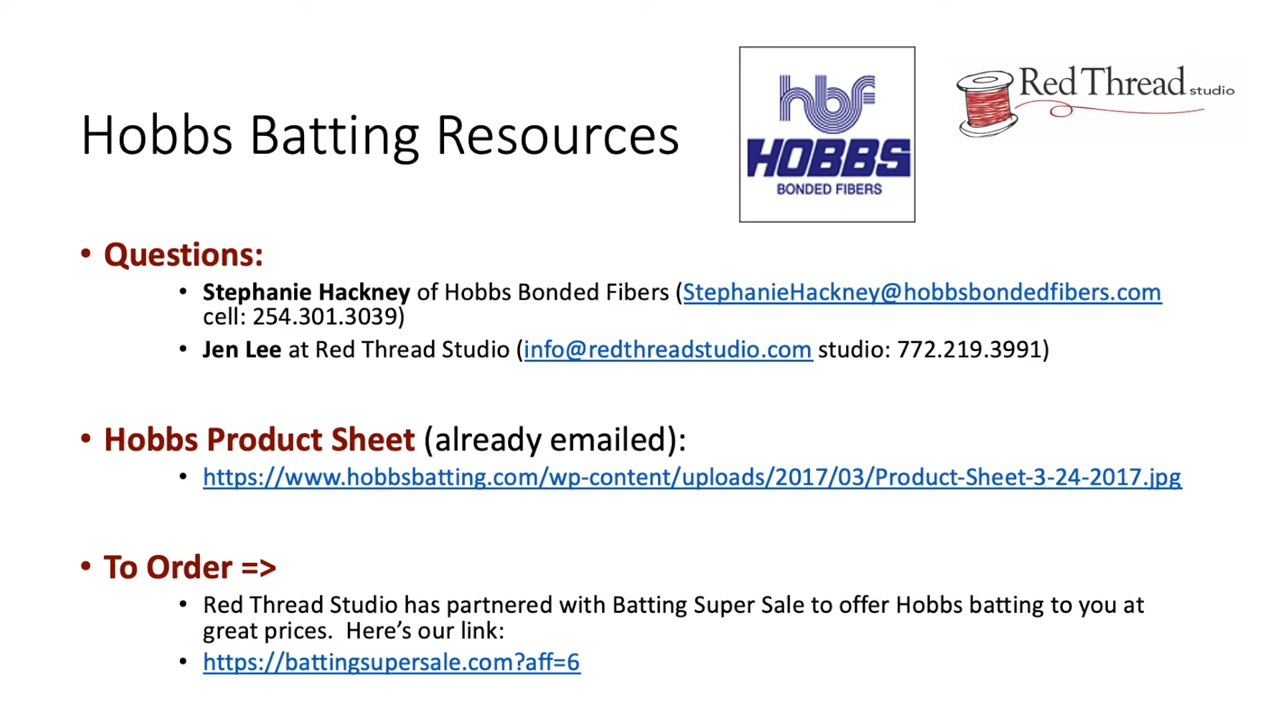 hbf
HOBBS
BONDED FIBERS
Red Thread studio
Hobbs Batting Resources
• Questions:
• Stephanie Hackney of Hobbs Bonded Fibers (StephanieHackney@hobbsbondedfibers.com
cell: 254.301.3039)
• Jen Lee at Red Thread Studio (info@redthreadstudio.com studio: 772.219.3991)
• Hobbs Product Sheet (already emailed):
• https://www.hobbsbatting.com/wp-content/uploads/2017/03/Product-Sheet-3-24-2017.jpg
• To Order =>
• Red Thread Studio has partnered with Batting Super Sale to offer Hobbs batting to you at
great prices.  Here’s our link:
• https://battingsupersale.com?aff=6